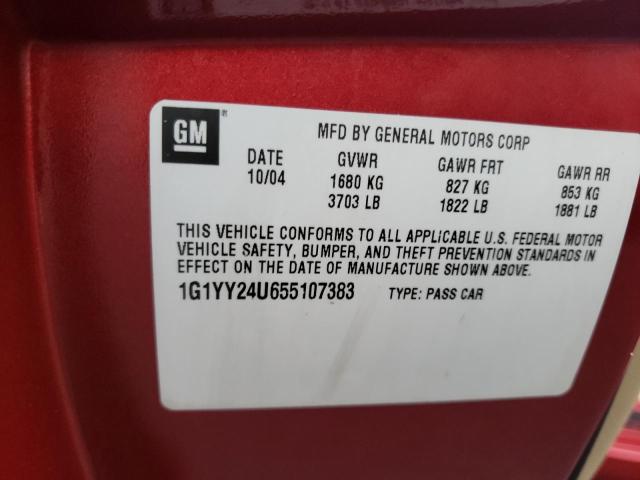 GM®
MFD BY GENERAL MOTORS CORP
DATE GVWR GAWR FRT GAWR RR
10/04 1680 KG 827 KG 853 KG
3703 LB 1822 LB 1881 LB
THIS VEHICLE CONFORMS TO ALL APPLICABLE U.S. FEDERAL MOTOR
VEHICLE SAFETY, BUMPER, AND THEFT PREVENTION STANDARDS IN
EFFECT ON THE DATE OF MANUFACTURE SHOWN ABOVE.
1G1YY24U655107383 TYPE: PASS CAR